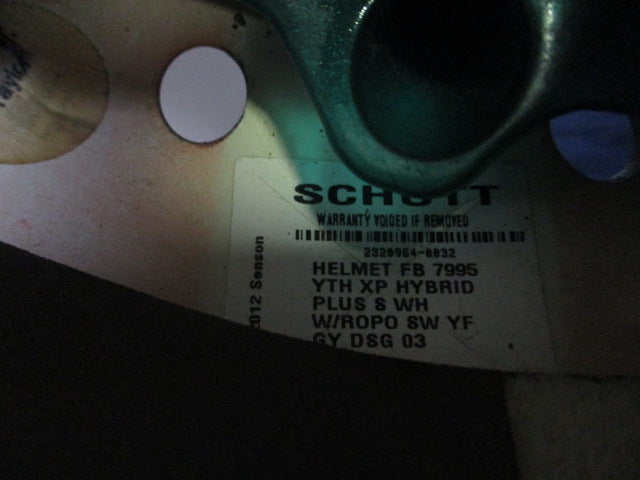 SCHUTT
WARRANTY VOIDED IF REMOVED
2320964-0032
HELMET FB 7995
YTH XP HYBRID
PLUS S WH
W/ROPO SW YF
GY DSG 03
2012 Season